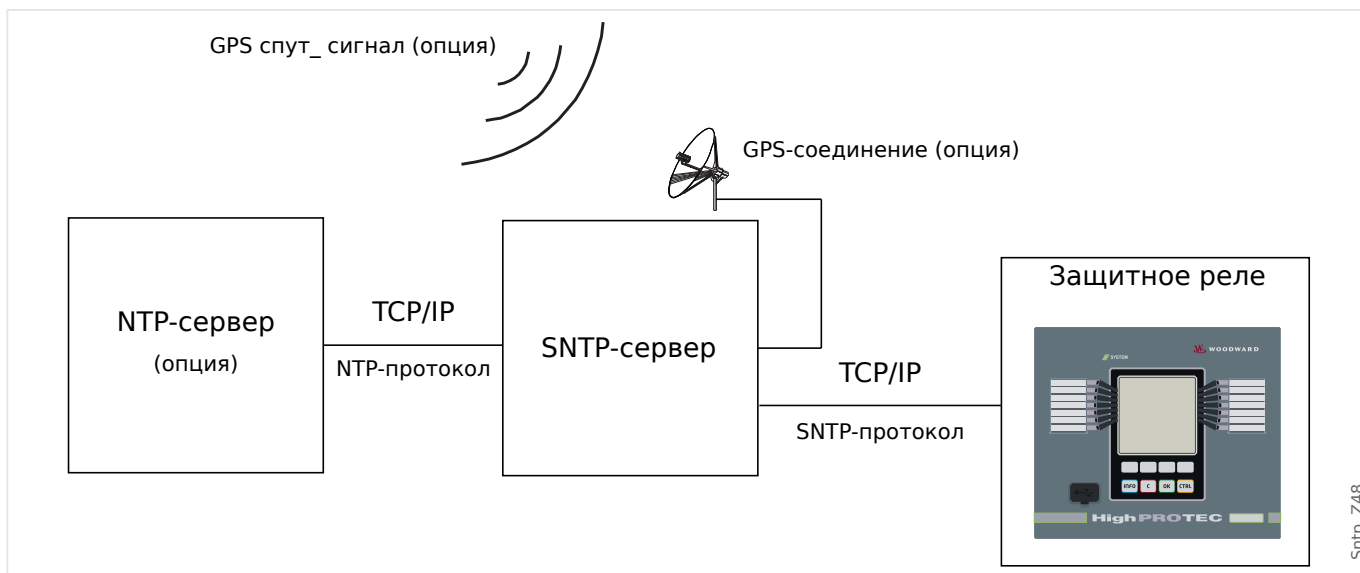 GPS спут_ сигнал (опция)
GPS-соединение (опция)
NTP-сервер
(опция)
TCP/IP
NTP-протокол
SNTP-сервер
TCP/IP
SNTP-протокол
Защитное реле
SYSTEM
WOODWARD
INFO C OK CTRL
HighPROTEC
Sntp_Z48